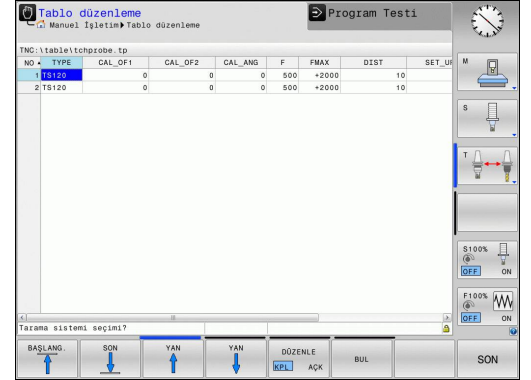 Tablo düzenleme
Manuel İşletim▶Tablo düzenleme
Program Testi
TNC:\table\tchprobe.tp
NO TYPE CAL_OF1 CAL_OF2 CAL_ANG F FMAX DIST
1 TS120 0 0 0 500 +2000 10
2 TS120 0 0 0 500 +2000 10
Tarama sistemi seçimi?
M
S
T
S100%
OFF ON
F100%
OFF ON
BAŞLANG.
SON
YAN
YAN
DÜZENLE
KPL AÇK
BUL
SON